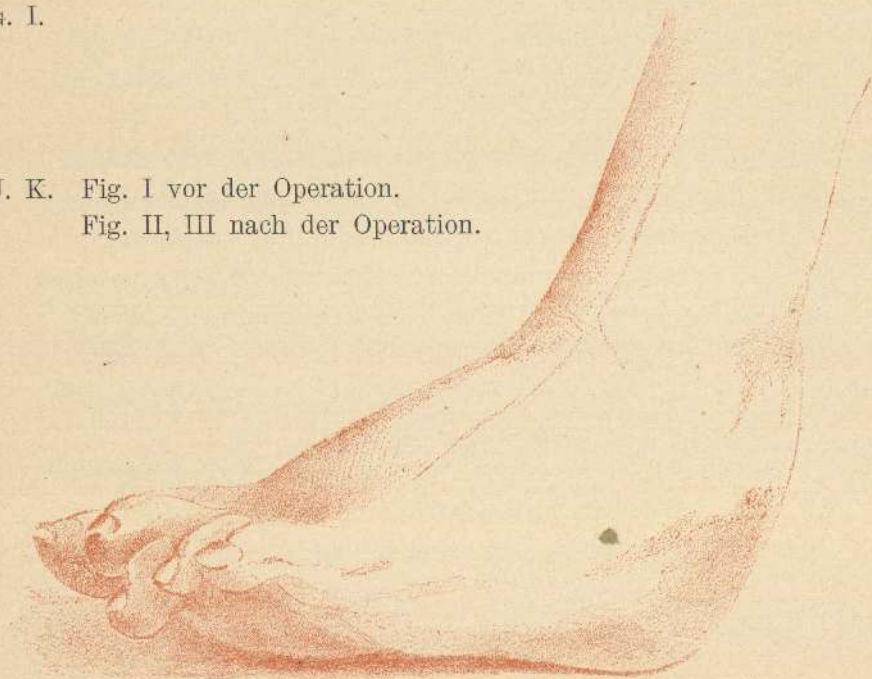 I.
K. Fig. I vor der Operation.
Fig. II, III nach der Operation.